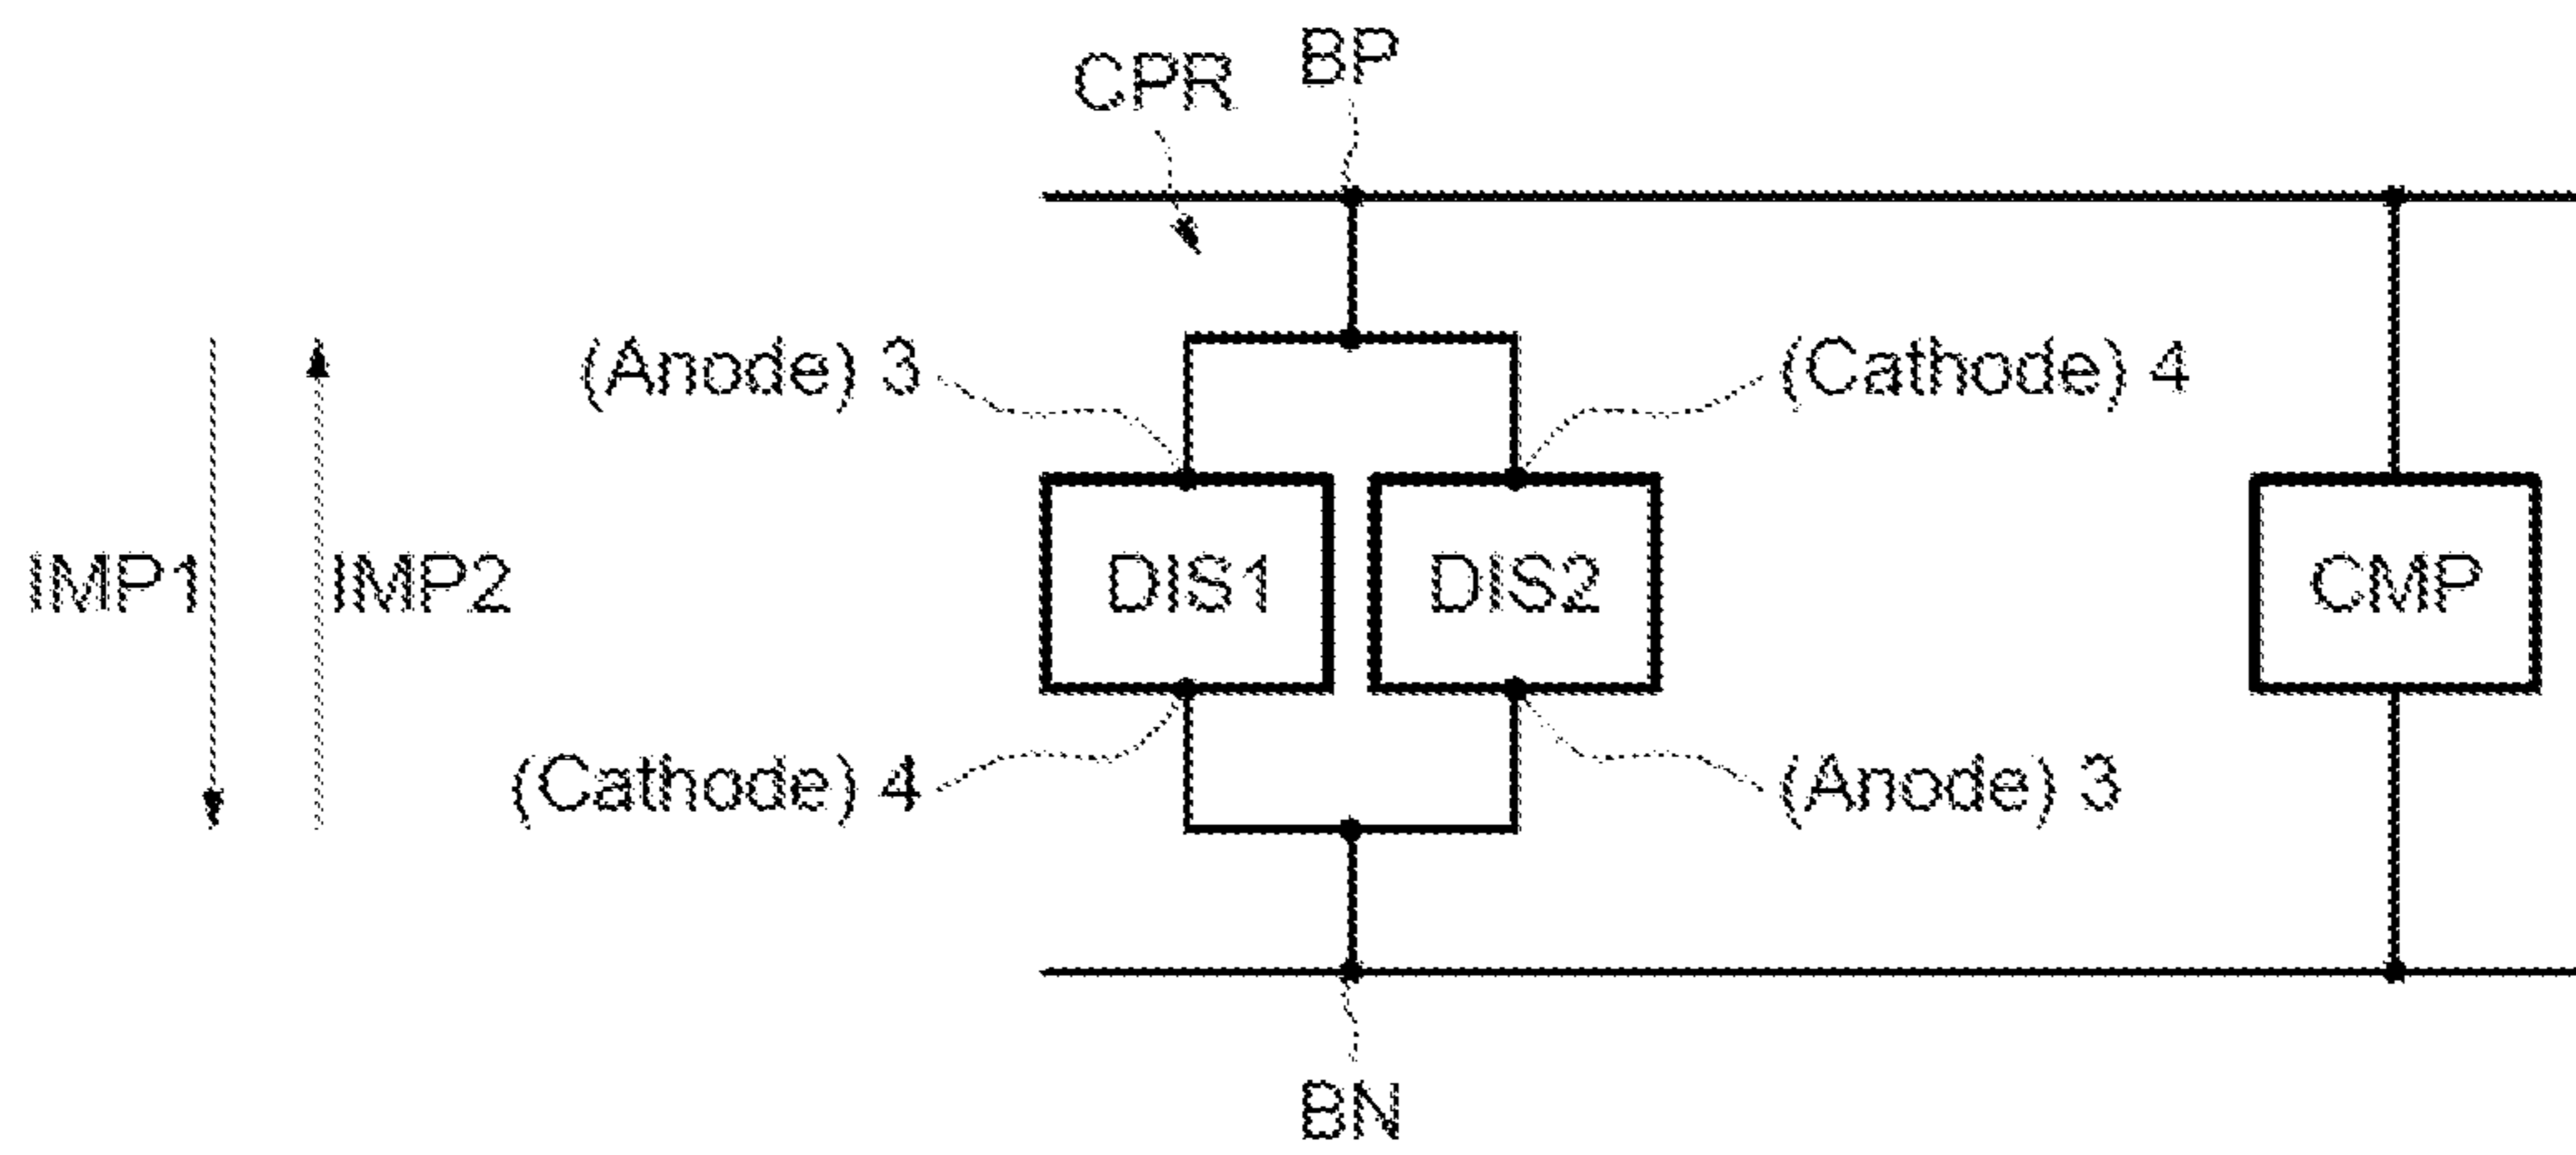 BP
CPR
(Anode) 3
(Cathode) 4
IMP1
IMP2
DIS1
DIS2
CMP
(Cathode) 4
(Anode) 3
BN